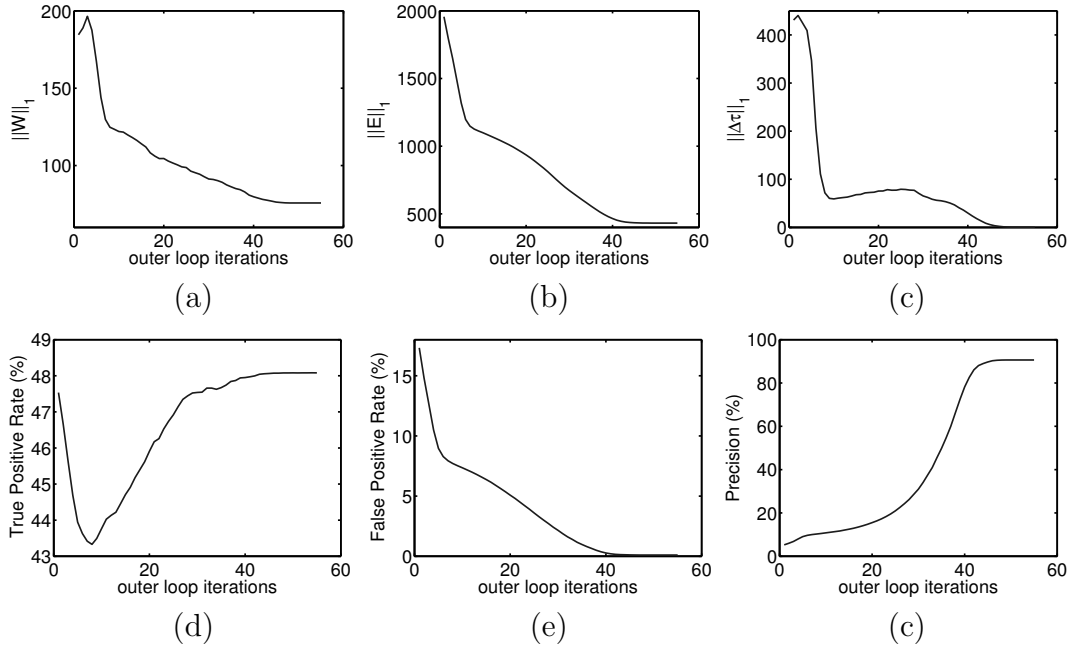 200
150
100
||W||₁
0 20 40 60
outer loop iterations
(a)
2000
1500
1000
500
||E||₁
0 20 40 60
outer loop iterations
(b)
400
300
200
100
0
||Δτ||₁
0 20 40 60
outer loop iterations
(c)
49
48
47
46
45
44
43
True Positive Rate (%)
0 20 40 60
outer loop iterations
(d)
15
10
5
0
False Positive Rate (%)
0 20 40 60
outer loop iterations
(e)
100
80
60
40
20
0
Precision (%)
0 20 40 60
outer loop iterations
(c)